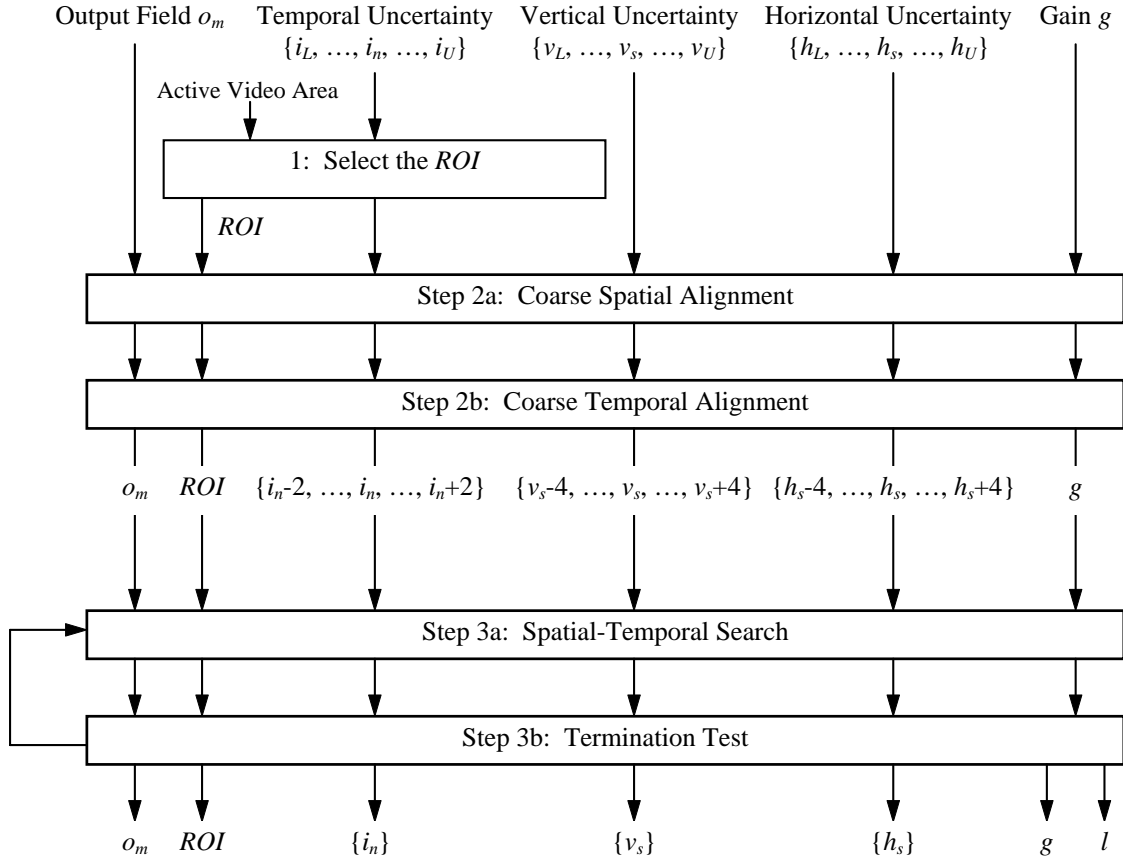 Output Field oₘ Temporal Uncertainty Vertical Uncertainty Horizontal Uncertainty Gain g
{i_L, …, i_n, …, i_U} {v_L, …, v_s, …, v_U} {h_L, …, h_s, …, h_U}
Active Video Area
1: Select the ROI
ROI
Step 2a: Coarse Spatial Alignment
Step 2b: Coarse Temporal Alignment
o_m ROI {i_n-2, …, i_n, …, i_n+2} {v_s-4, …, v_s, …, v_s+4} {h_s-4, …, h_s, …, h_s+4} g
Step 3a: Spatial-Temporal Search
Step 3b: Termination Test
o_m ROI {i_n} {v_s} {h_s} g l